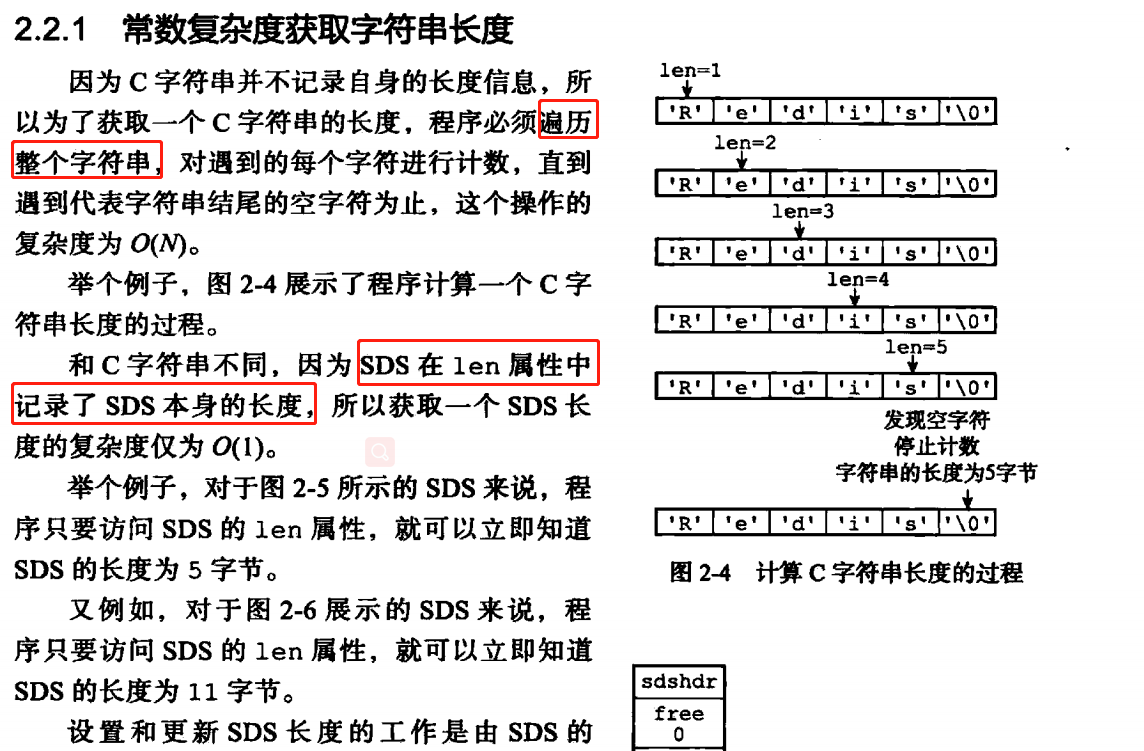 2.2.1 常数复杂度获取字符串长度
因为 C 字符串并不记录自身的长度信息，所
以为了获取一个 C 字符串的长度，程序必须遍历
整个字符串，对遇到的每个字符进行计数，直到
遇到代表字符串结尾的空字符为止，这个操作的
复杂度为 O(N)。
举个例子，图 2-4 展示了程序计算一个 C 字
符串长度的过程。
和 C 字符串不同，因为 SDS 在 len 属性中
记录了 SDS 本身的长度，所以获取一个 SDS 长
度的复杂度仅为 O(1)。
举个例子，对于图 2-5 所示的 SDS 来说，程
序只要访问 SDS 的 len 属性，就可以立即知道
SDS 的长度为 5 字节。
又例如，对于图 2-6 展示的 SDS 来说，程
序只要访问 SDS 的 len 属性，就可以立即知道
SDS 的长度为 11 字节。
设置和更新 SDS 长度的工作是由 SDS 的
len=1
'R' 'e' 'd' 'i' 's' '\0'
len=2
'R' 'e' 'd' 'i' 's' '\0'
len=3
'R' 'e' 'd' 'i' 's' '\0'
len=4
'R' 'e' 'd' 'i' 's' '\0'
len=5
'R' 'e' 'd' 'i' 's' '\0'
发现空字符
停止计数
字符串的长度为5字节
'R' 'e' 'd' 'i' 's' '\0'
图 2-4 计算 C 字符串长度的过程
sdshdr
free
0